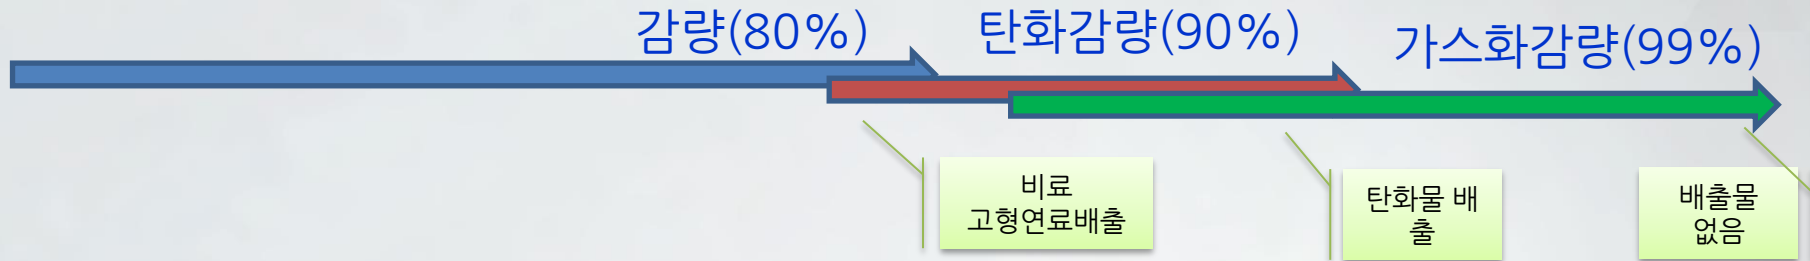 감량(80%)
탄화감량(90%)
가스화감량(99%)
비료
고형연료배출
탄화물 배
출
배출물
없음